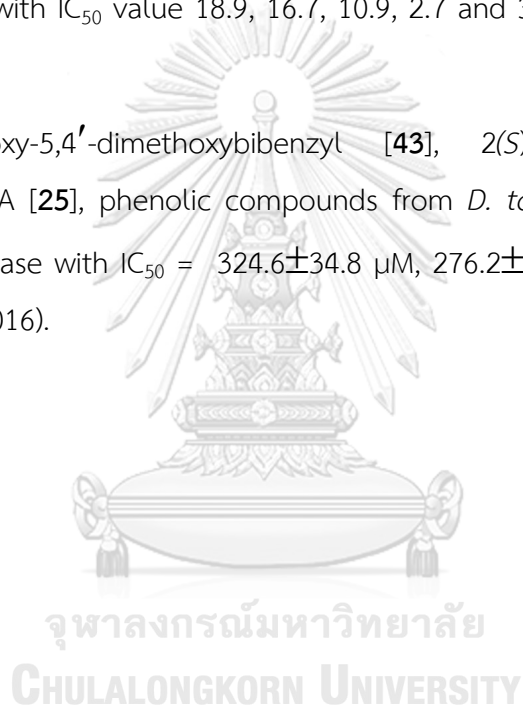 with IC₅₀ value 18.9, 16.7, 10.9, 2.7 and
oxy-5,4′-dimethoxybibenzyl [43], 2(S)
A [25], phenolic compounds from D. to
ase with IC₅₀ = 324.6±34.8 µM, 276.2±
016).
จุฬาลงกรณ์มหาวิทยาลัย
CHULALONGKORN UNIVERSITY